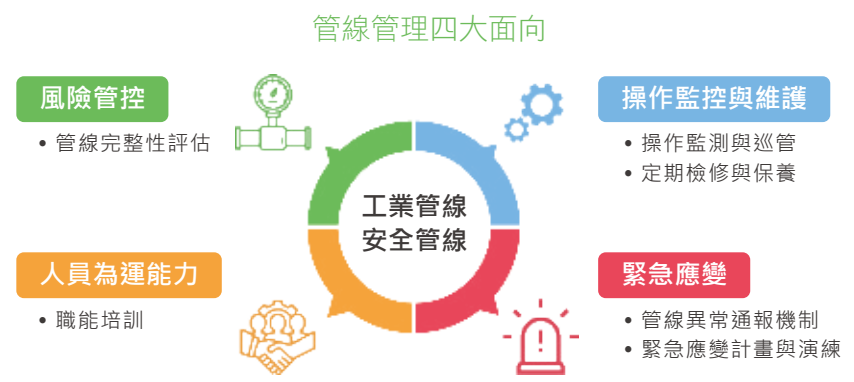 管線管理四大面向
風險管控
• 管線完整性評估
操作監控與維護
• 操作監測與巡管
• 定期檢修與保養
工業管線
安全管線
人員為運能力
• 職能培訓
緊急應變
• 管線異常通報機制
• 緊急應變計畫與演練